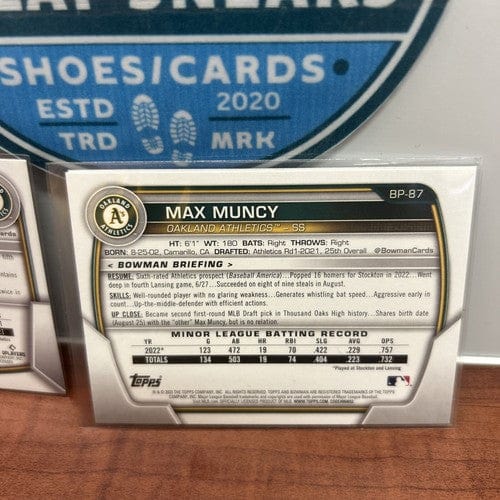 SHOES/CARDS
ESTD 2020
TRD MRK
OAKLAND ATHLETICS
BP-87
MAX MUNCY
OAKLAND ATHLETICS™ – SS
HT: 6'1" WT: 180 BATS: Right THROWS: Right
BORN: 8-25-02, Camarillo, CA DRAFTED: Athletics Rd1-2021, 25th Overall @BowmanCards
< BOWMAN BRIEFING >
RESUME: Sixth-rated Athletics prospect (Baseball America)...Popped 16 homers for Stockton in 2022...Went
deep in fourth Lansing game, 6/27...Succeeded on eight of nine steals in August.
SKILLS: Well-rounded player with no glaring weakness...Generates whistling bat speed...Aggressive early in
count...Up-the-middle-defender with efficient actions.
UP CLOSE: Became second first-round MLB Draft pick in Thousand Oaks High history...Shares birth date
(August 25) with the "other" Max Muncy, but is no relation.
MINOR LEAGUE BATTING RECORD
YR G AB HR RBI SLG AVG OPS
2022* 123 472 19 70 .422 .229 .757
TOTALS 134 503 19 74 .404 .223 .732
*Played at Stockton and Lansing
Topps